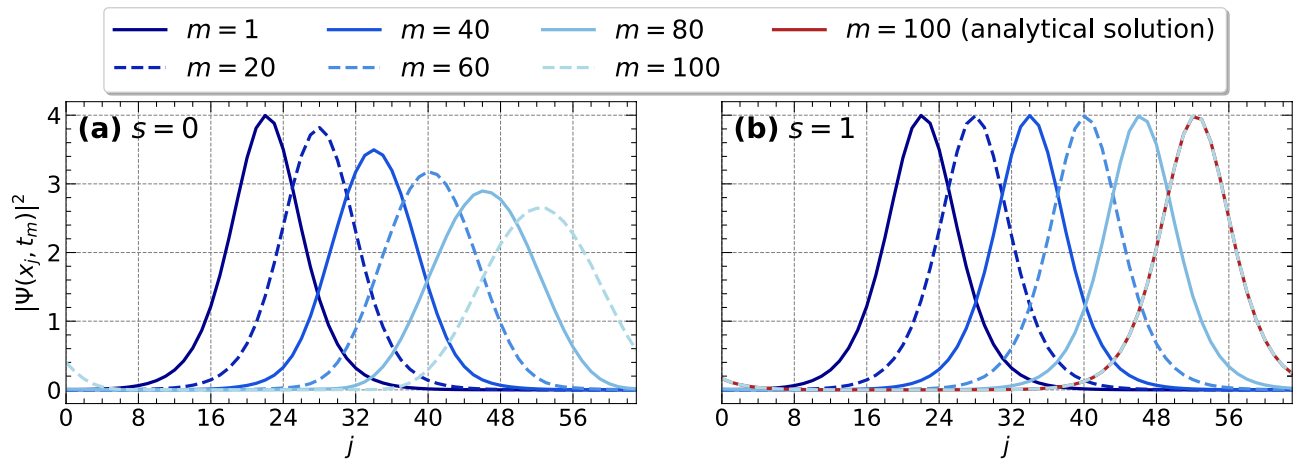 m = 1 m = 40 m = 80 m = 100 (analytical solution)
m = 20 m = 60 m = 100
(a) s = 0
(b) s = 1
|Ψ(x_j, t_m)|²
4
3
2
1
0
0 8 16 24 32 40 48 56
0 8 16 24 32 40 48 56
j
j